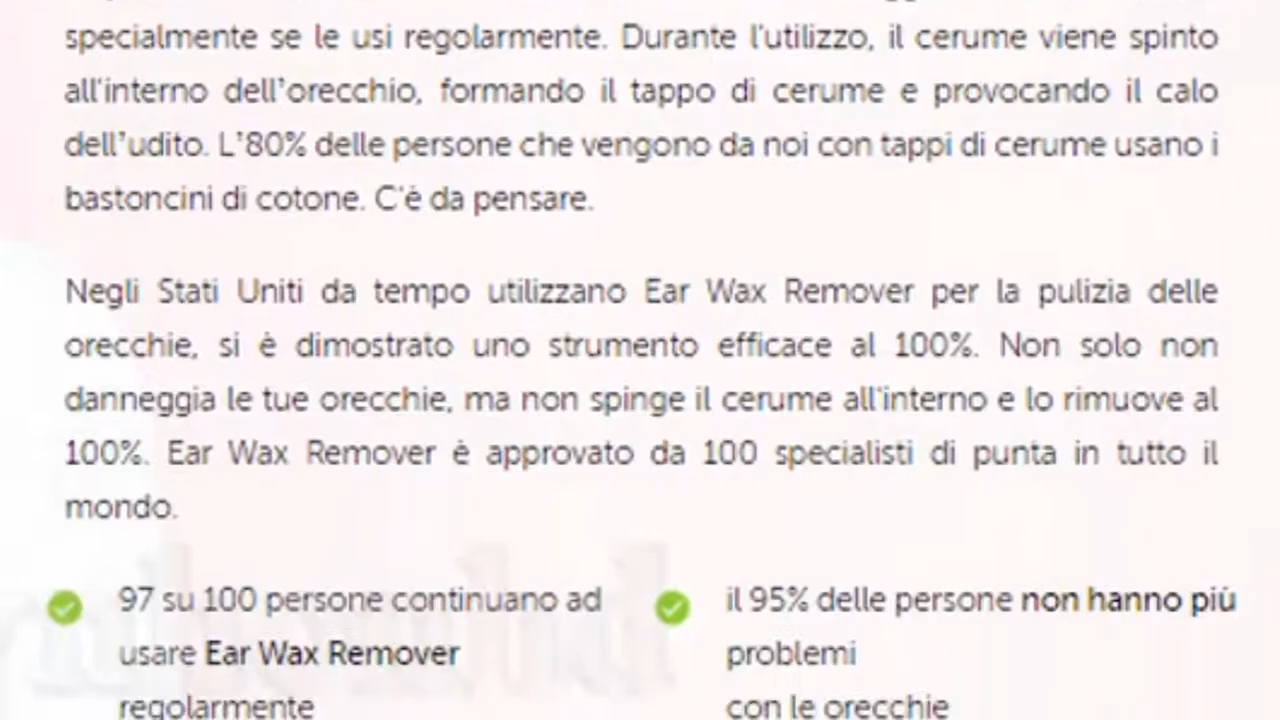 specialmente se le usi regolarmente. Durante l'utilizzo, il cerume viene spinto
all'interno dell'orecchio, formando il tappo di cerume e provocando il calo
dell'udito. L'80% delle persone che vengono da noi con tappi di cerume usano i
bastoncini di cotone. C'è da pensare.
Negli Stati Uniti da tempo utilizzano Ear Wax Remover per la pulizia delle
orecchie, si è dimostrato uno strumento efficace al 100%. Non solo non
danneggia le tue orecchie, ma non spinge il cerume all'interno e lo rimuove al
100%. Ear Wax Remover è approvato da 100 specialisti di punta in tutto il
mondo.
97 su 100 persone continuano ad
usare Ear Wax Remover
regolarmente
il 95% delle persone non hanno più
problemi
con le orecchie